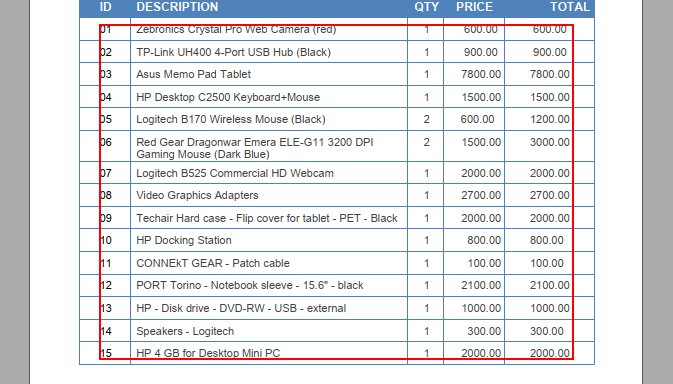 ID DESCRIPTION QTY PRICE TOTAL
01 Zebronics Crystal Pro Web Camera (red) 1 600.00 600.00
02 TP-Link UH400 4-Port USB Hub (Black) 1 900.00 900.00
03 Asus Memo Pad Tablet 1 7800.00 7800.00
04 HP Desktop C2500 Keyboard+Mouse 1 1500.00 1500.00
05 Logitech B170 Wireless Mouse (Black) 2 600.00 1200.00
06 Red Gear Dragonwar Emera ELE-G11 3200 DPI 2 1500.00 3000.00
Gaming Mouse (Dark Blue)
07 Logitech B525 Commercial HD Webcam 1 2000.00 2000.00
08 Video Graphics Adapters 1 2700.00 2700.00
09 Techair Hard case - Flip cover for tablet - PET - Black 1 2000.00 2000.00
10 HP Docking Station 1 800.00 800.00
11 CONNEkT GEAR - Patch cable 1 100.00 100.00
12 PORT Torino - Notebook sleeve - 15.6" - black 1 2100.00 2100.00
13 HP - Disk drive - DVD-RW - USB - external 1 1000.00 1000.00
14 Speakers - Logitech 1 300.00 300.00
15 HP 4 GB for Desktop Mini PC 1 2000.00 2000.00